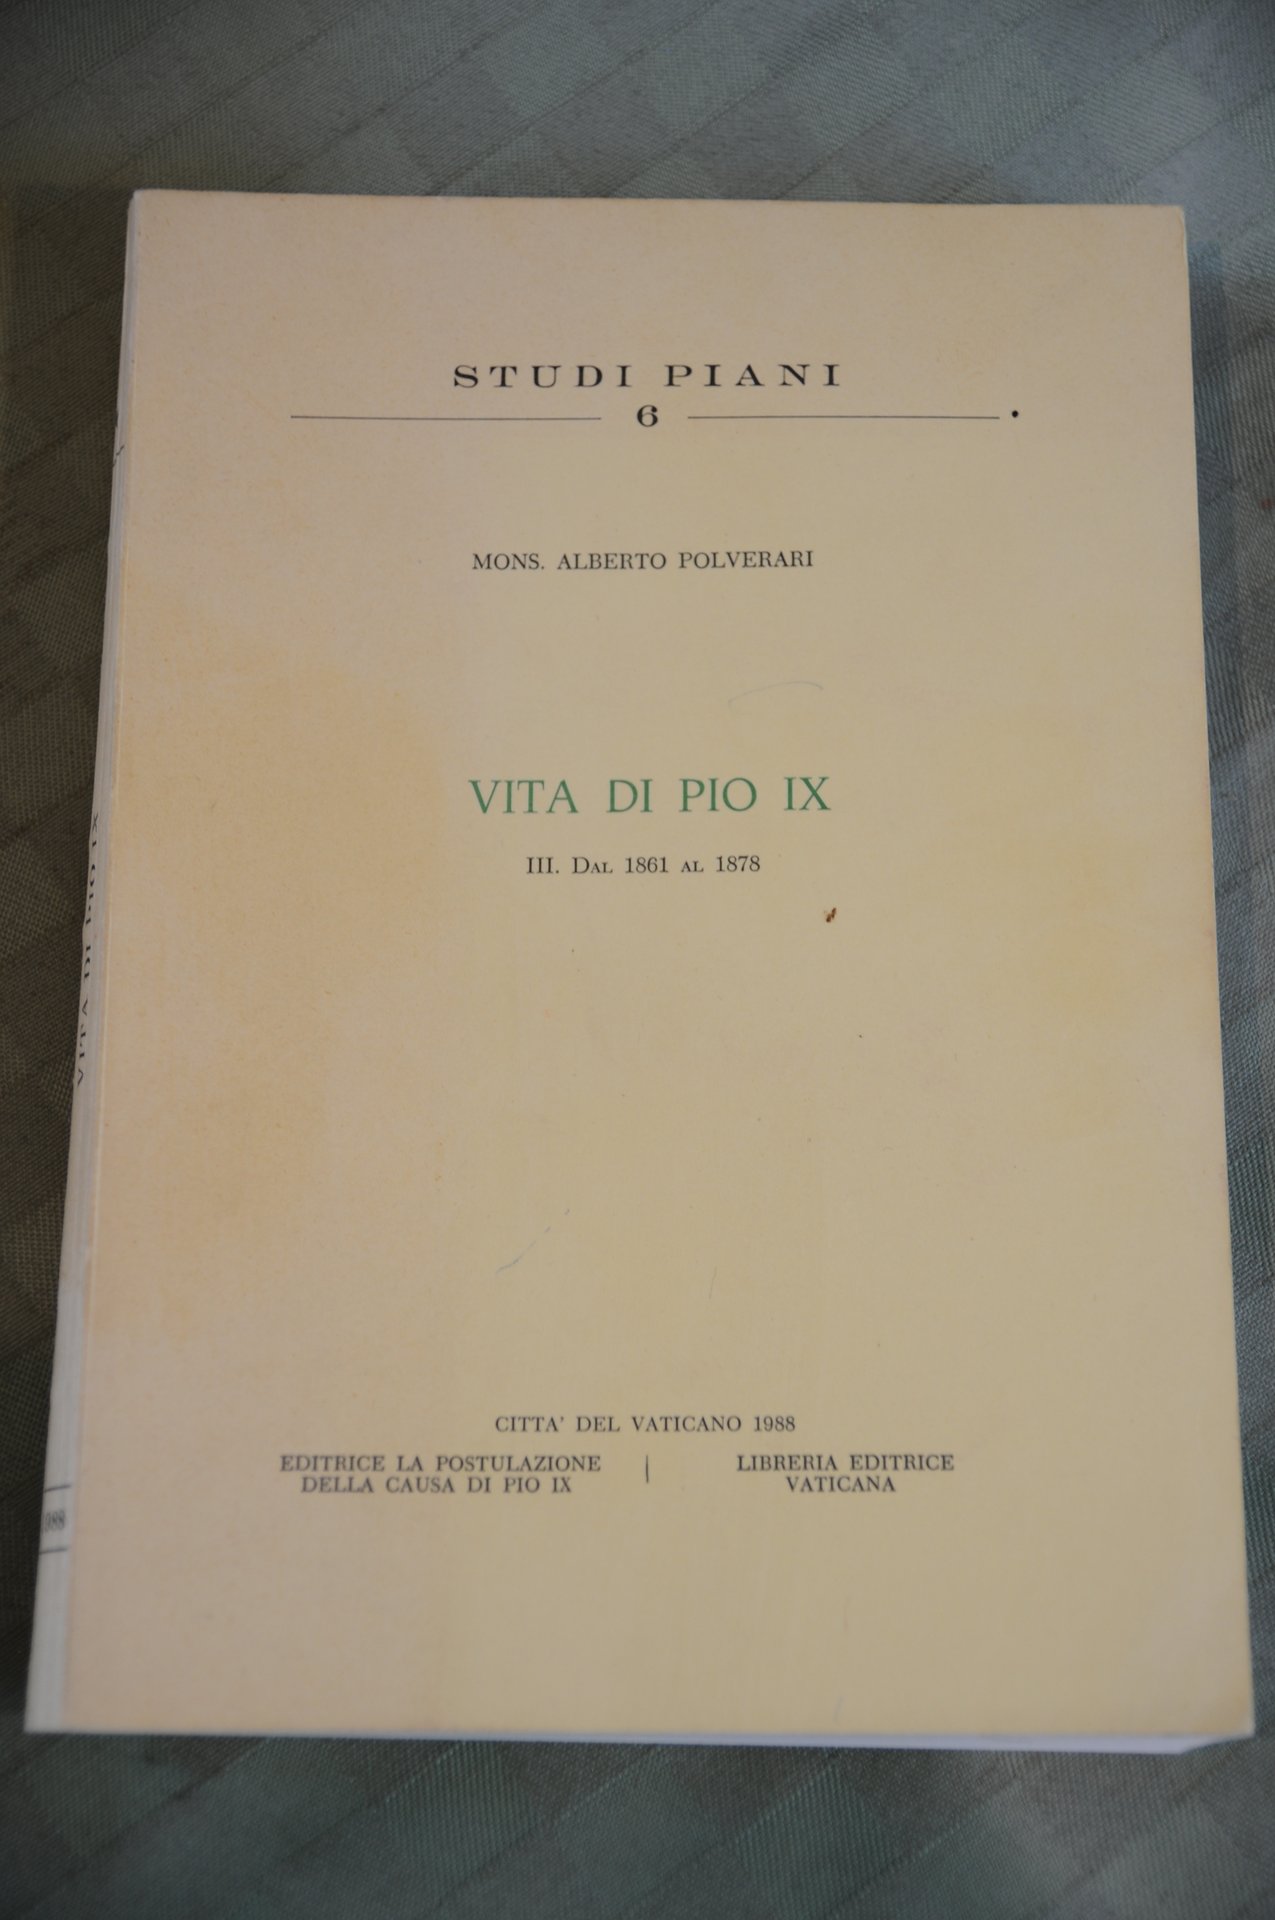 STUDI PIANI
6
MONS. ALBERTO POLVERARI
VITA DI PIO IX
III. DAL 1861 AL 1878
CITTA' DEL VATICANO 1988
EDITRICE LA POSTULAZIONE
DELLA CAUSA DI PIO IX
LIBRERIA EDITRICE
VATICANA
VITA DI PIO IX